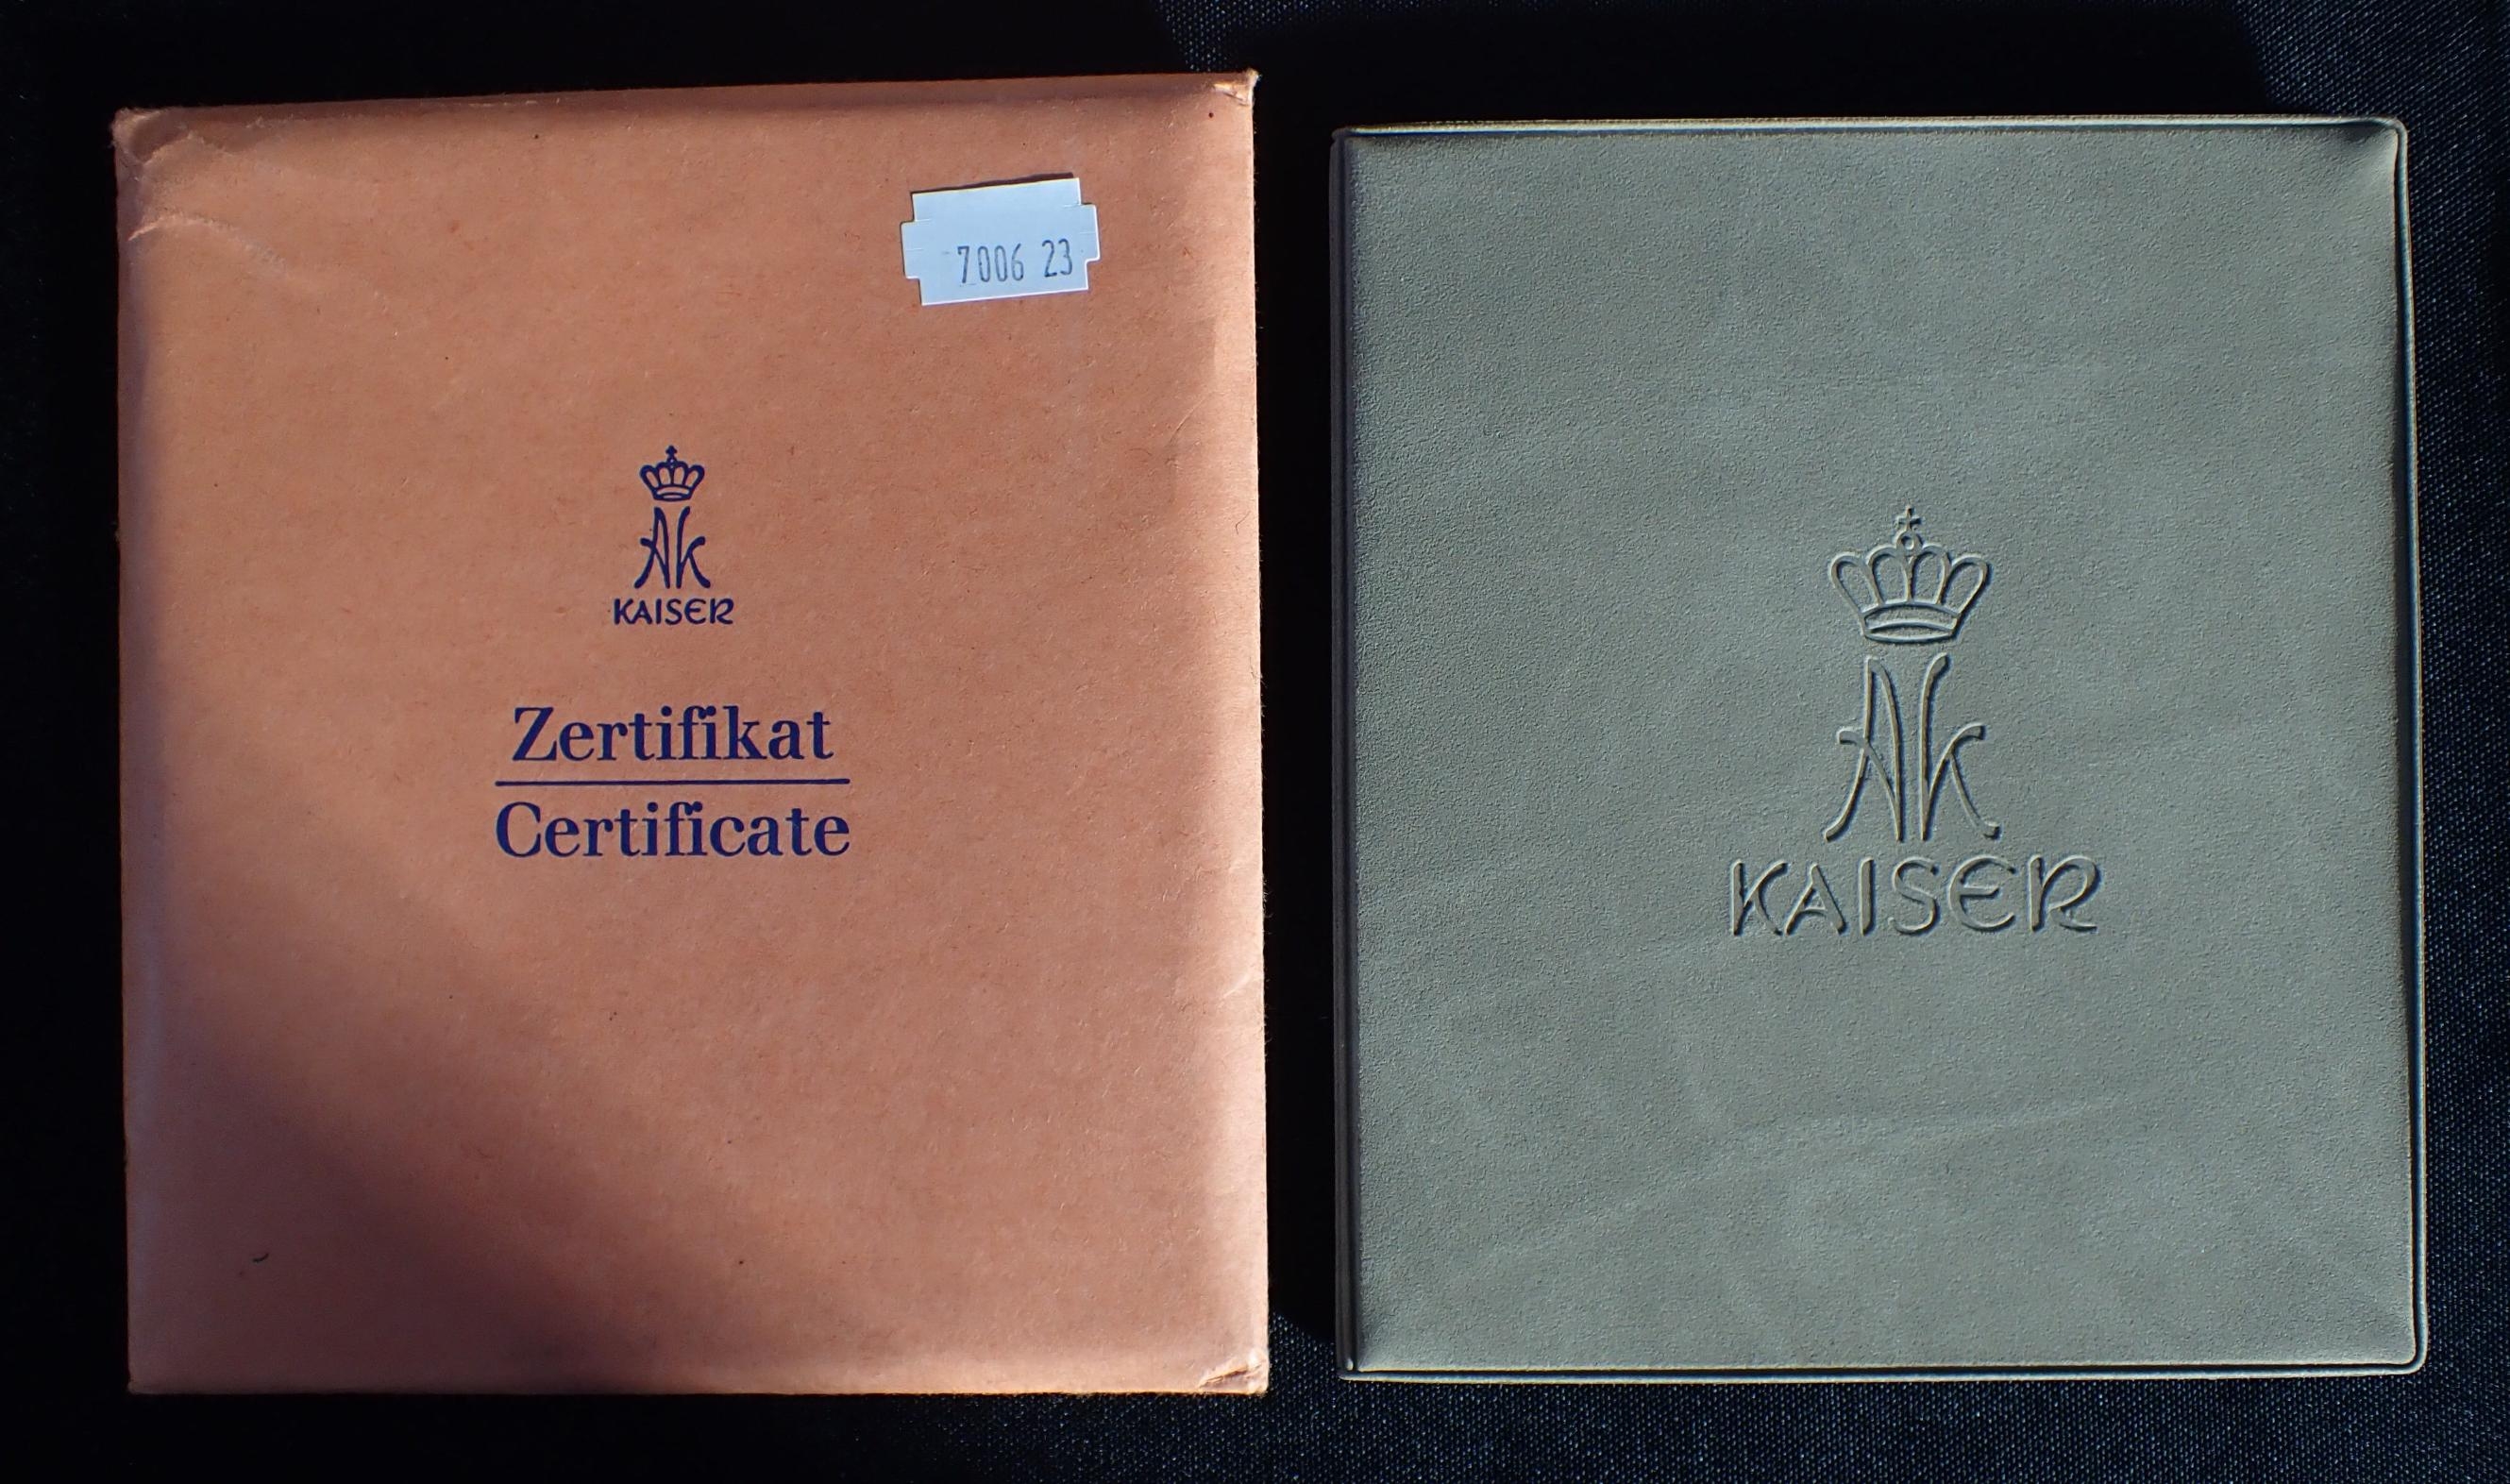 7006 23
AK
KAISER
Zertifikat
Certificate
AK
KAISER